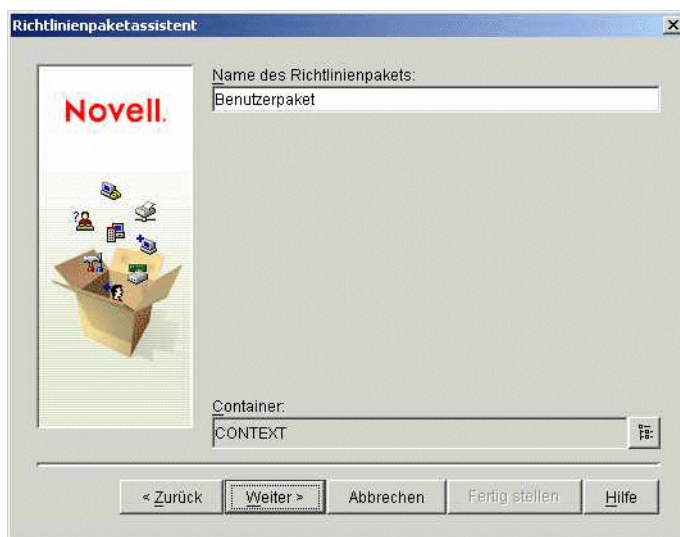 Richtlinienpaketassistent
Novell.
Name des Richtlinienpakets:
Benutzerpaket
Container:
CONTEXT
< Zurück
Weiter >
Abbrechen
Fertig stellen
Hilfe